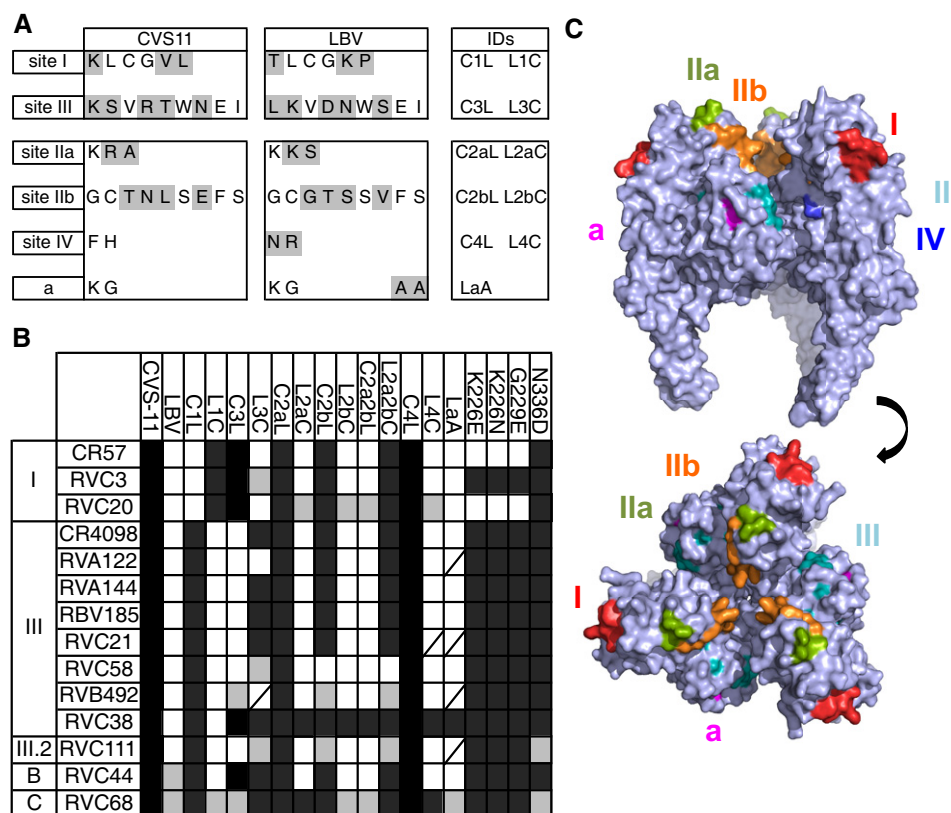 A
CVS11 LBV IDs
site I K L C G V L T L C G K P C1L L1C
site III K S V R T W N E I L K V D N W S E I C3L L3C
site IIa K R A K K S C2aL L2aC
site IIb G C T N L S E F S G C G T S S V F S C2bL L2bC
site IV F H N R C4L L4C
a K G K G A A LaA
B
CVS-11 LBV C1L L1C C3L L3C C2aL L2aC C2bL L2bC C2a2bL L2a2bC C4L L4C LaA K226E K226N G229E N336D
I
CR57
RVC3
RVC20
III
CR4098
RVA122
RVA144
RBV185
RVC21
RVC58
RVB492
RVC38
III.2 RVC111
B RVC44
C RVC68
C
IIa
IIb
I
II
a
IV
IIb
IIa
III
I
a